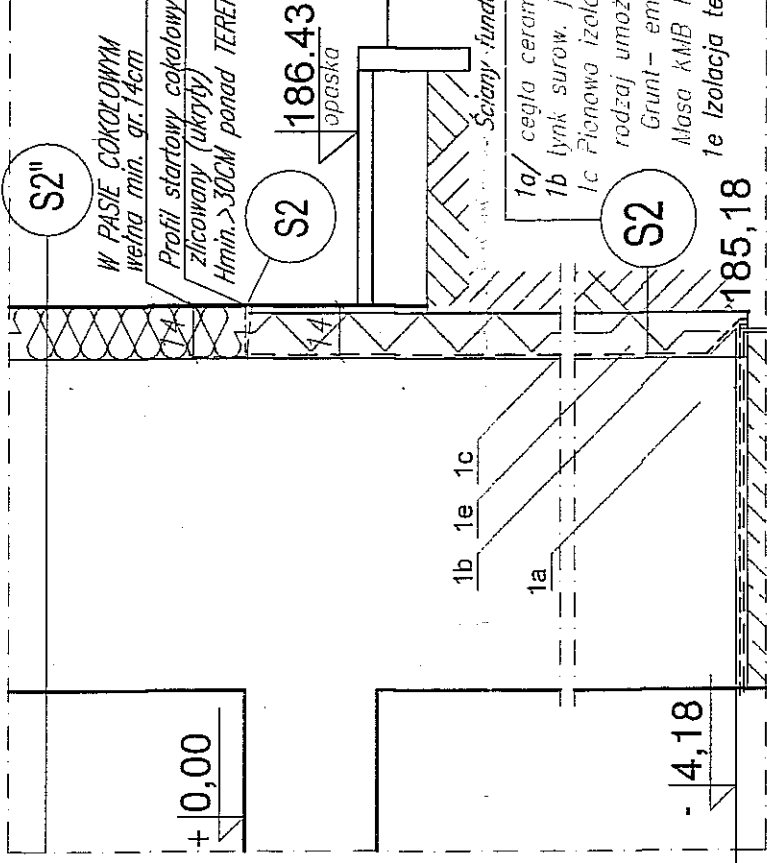 S2"
W PASIE COKOŁOWYM
wełna min. gr.14cm
Profil startowy cokołowy
zlicowany (ukryty)
Hmin.>30CM ponad TEREN
14
S2
186.43
opaska
14
Ściany fund
1a/ cegła ceram
1b tynk surow. j
1c Pionowa izola
rodzaj umoż
Grunt- em
Masa KMB
1e Izolacja te
S2
185,18
1c
1e
1b
1a
+ 0,00
- 4,18